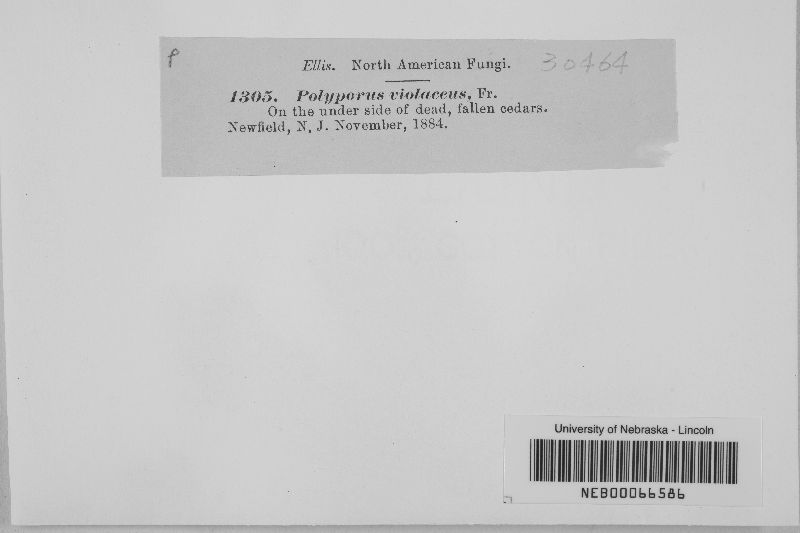 P
Ellis. North American Fungi. 30464
1305. Polyporus violaceus, Fr.
On the under side of dead, fallen cedars.
Newfield, N, J. November, 1884.
University of Nebraska - Lincoln
NEB00066586